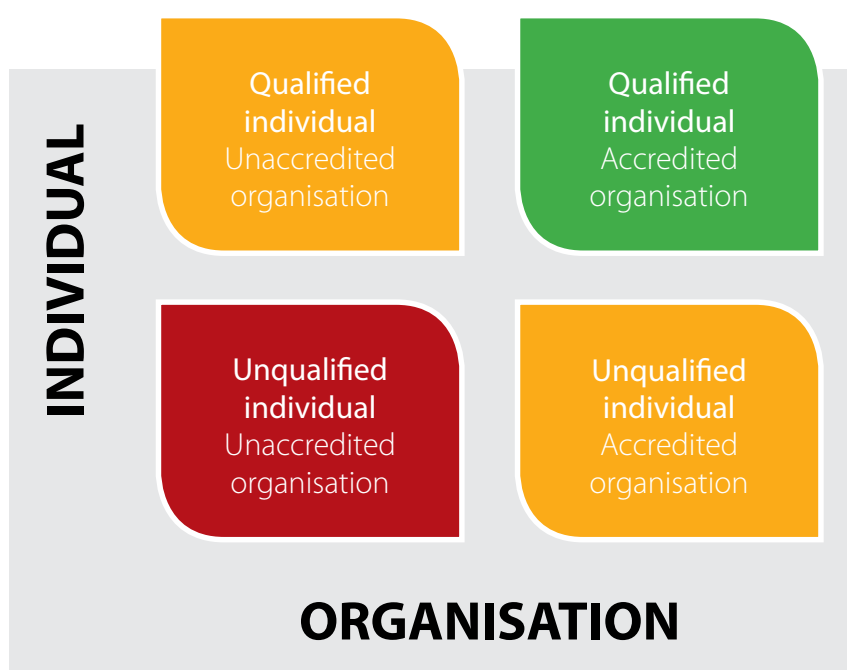 INDIVIDUAL
Qualified
individual
Unaccredited
organisation
Qualified
individual
Accredited
organisation
Unqualified
individual
Unaccredited
organisation
Unqualified
individual
Accredited
organisation
ORGANISATION